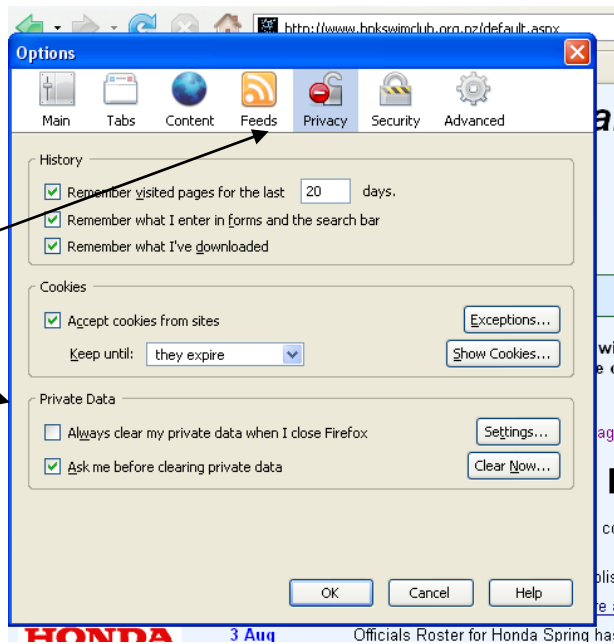 http://www.hpkswimclub.org.nz/default.aspx
Options
Main Tabs Content Feeds Privacy Security Advanced
History
Remember visited pages for the last 20 days.
Remember what I enter in forms and the search bar
Remember what I've downloaded
Cookies
Accept cookies from sites
Exceptions...
Keep until: they expire
Show Cookies...
Private Data
Always clear my private data when I close Firefox
Settings...
Ask me before clearing private data
Clear Now...
OK Cancel Help
HONDA 3 Aug Officials Roster for Honda Spring ha